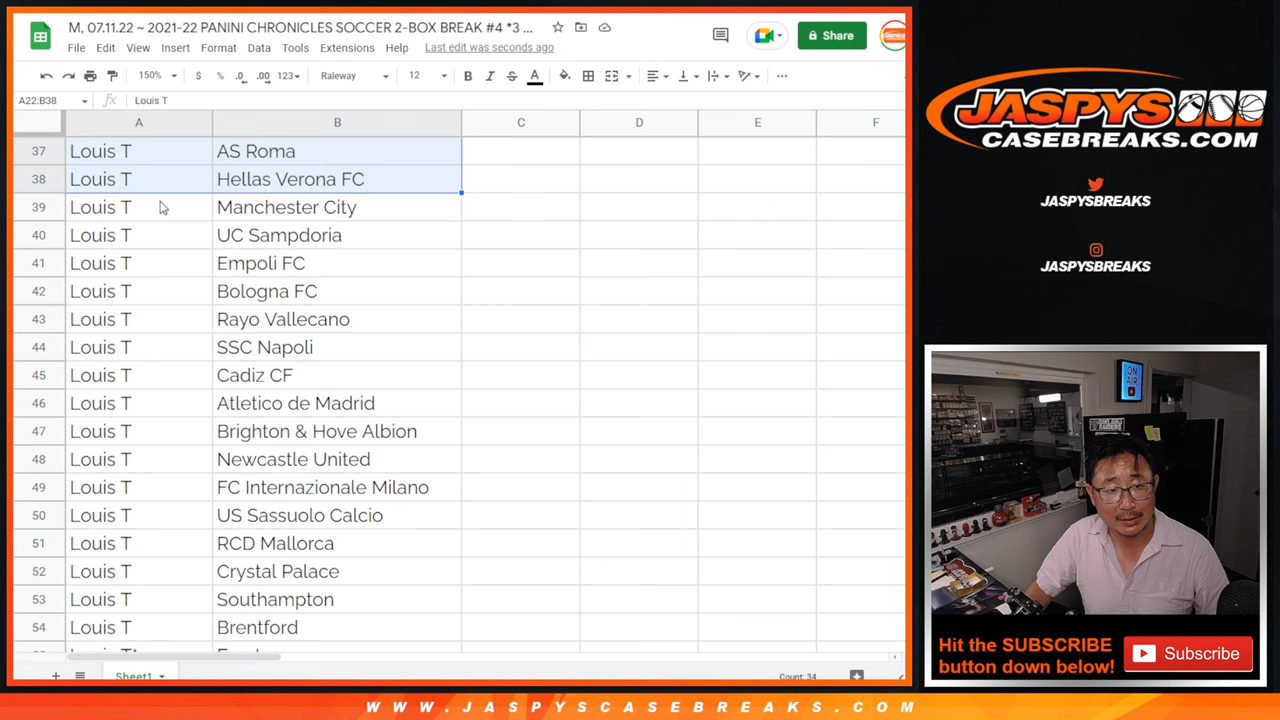 M, 07.11.22 ~ 2021-22 PANINI CHRONICLES SOCCER 2-BOX BREAK #4 *3 ...
File Edit View Insert Format Data Tools Extensions Help Last edit was seconds ago
Share
150% $ % .0 .00 123 Raleway 12 B I S A
A22:B38 fx Louis T
A B C D E F
37 Louis T AS Roma
38 Louis T Hellas Verona FC
39 Louis T Manchester City
40 Louis T UC Sampdoria
41 Louis T Empoli FC
42 Louis T Bologna FC
43 Louis T Rayo Vallecano
44 Louis T SSC Napoli
45 Louis T Cadiz CF
46 Louis T Atletico de Madrid
47 Louis T Brighton & Hove Albion
48 Louis T Newcastle United
49 Louis T FC Internazionale Milano
50 Louis T US Sassuolo Calcio
51 Louis T RCD Mallorca
52 Louis T Crystal Palace
53 Louis T Southampton
54 Louis T Brentford
Sheet1
Count: 34
JASPYS
CASEBREAKS.COM
JASPYSBREAKS
JASPYSBREAKS
ON
AIR
Hit the SUBSCRIBE
button down below!
Subscribe
WWW.JASPYSCASEBREAKS.COM